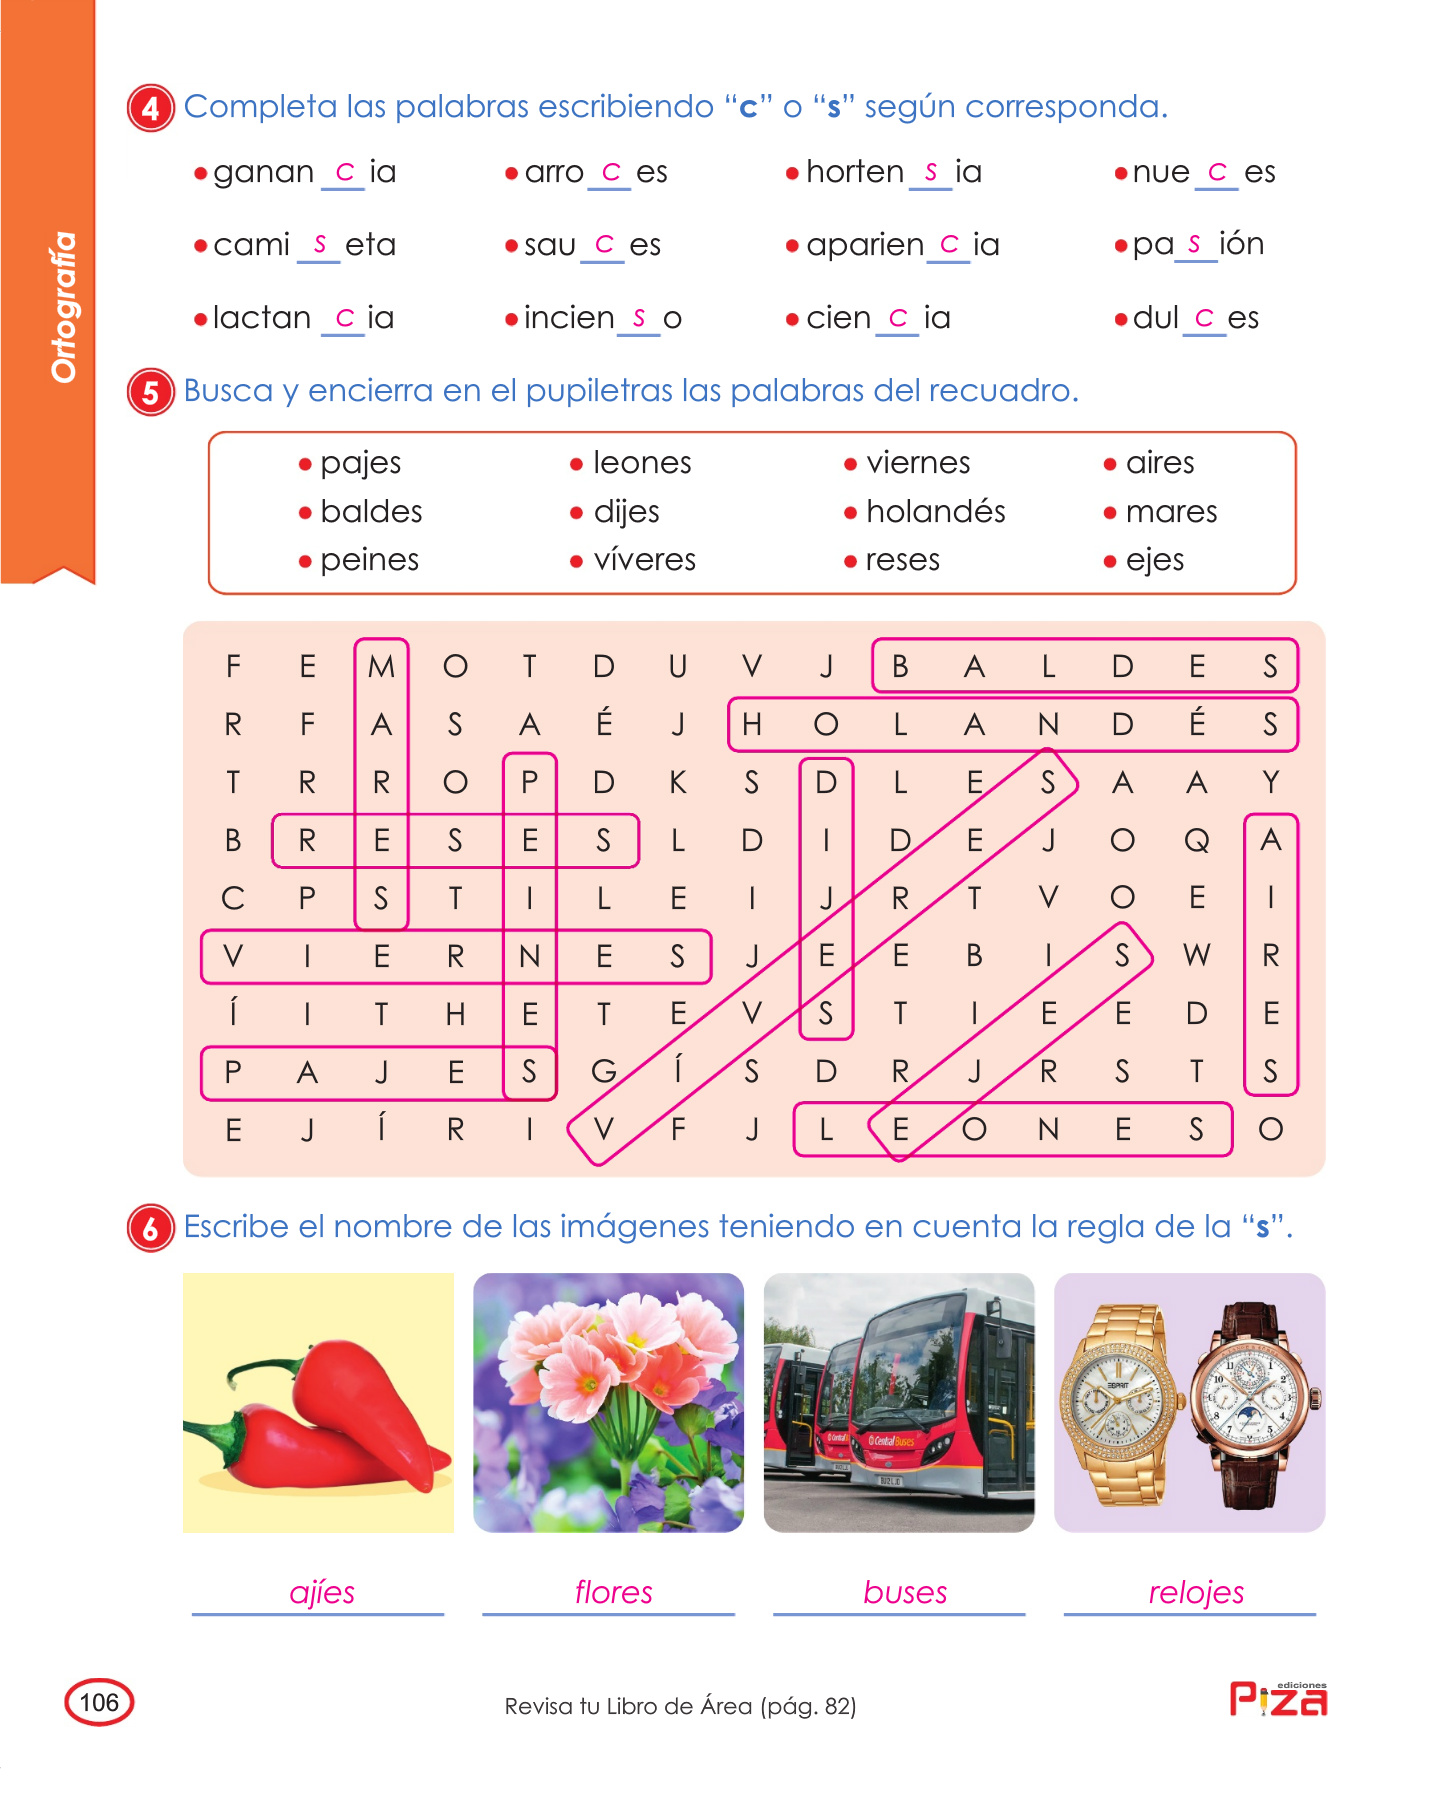 Ortografía
4 Completa las palabras escribiendo “c” o “s” según corresponda.
• ganan c ia • arro c es • horten s ia • nue c es
• cami s eta • sau c es • aparien c ia • pa s ión
• lactan c ia • incien s o • cien c ia • dul c es
5 Busca y encierra en el pupiletras las palabras del recuadro.
• pajes • leones • viernes • aires
• baldes • dijes • holandés • mares
• peines • víveres • reses • ejes
F E M O T D U V J B A L D E S
R F A S A É J H O L A N D É S
T R R O P D K S D L E S A A Y
B R E S E S L D I D E J O Q A
C P S T I L E I J R T V O E I
V I E R N E S J E E B I S W R
Í I T H E T E V S T I E E D E
P A J E S G Í S D R J R S T S
E J Í R I V F J L E O N E S O
6 Escribe el nombre de las imágenes teniendo en cuenta la regla de la “s”.
Central Buses
ESPRIT
ajíes flores buses relojes
106
Revisa tu Libro de Área (pág. 82)
ediciones
Piza